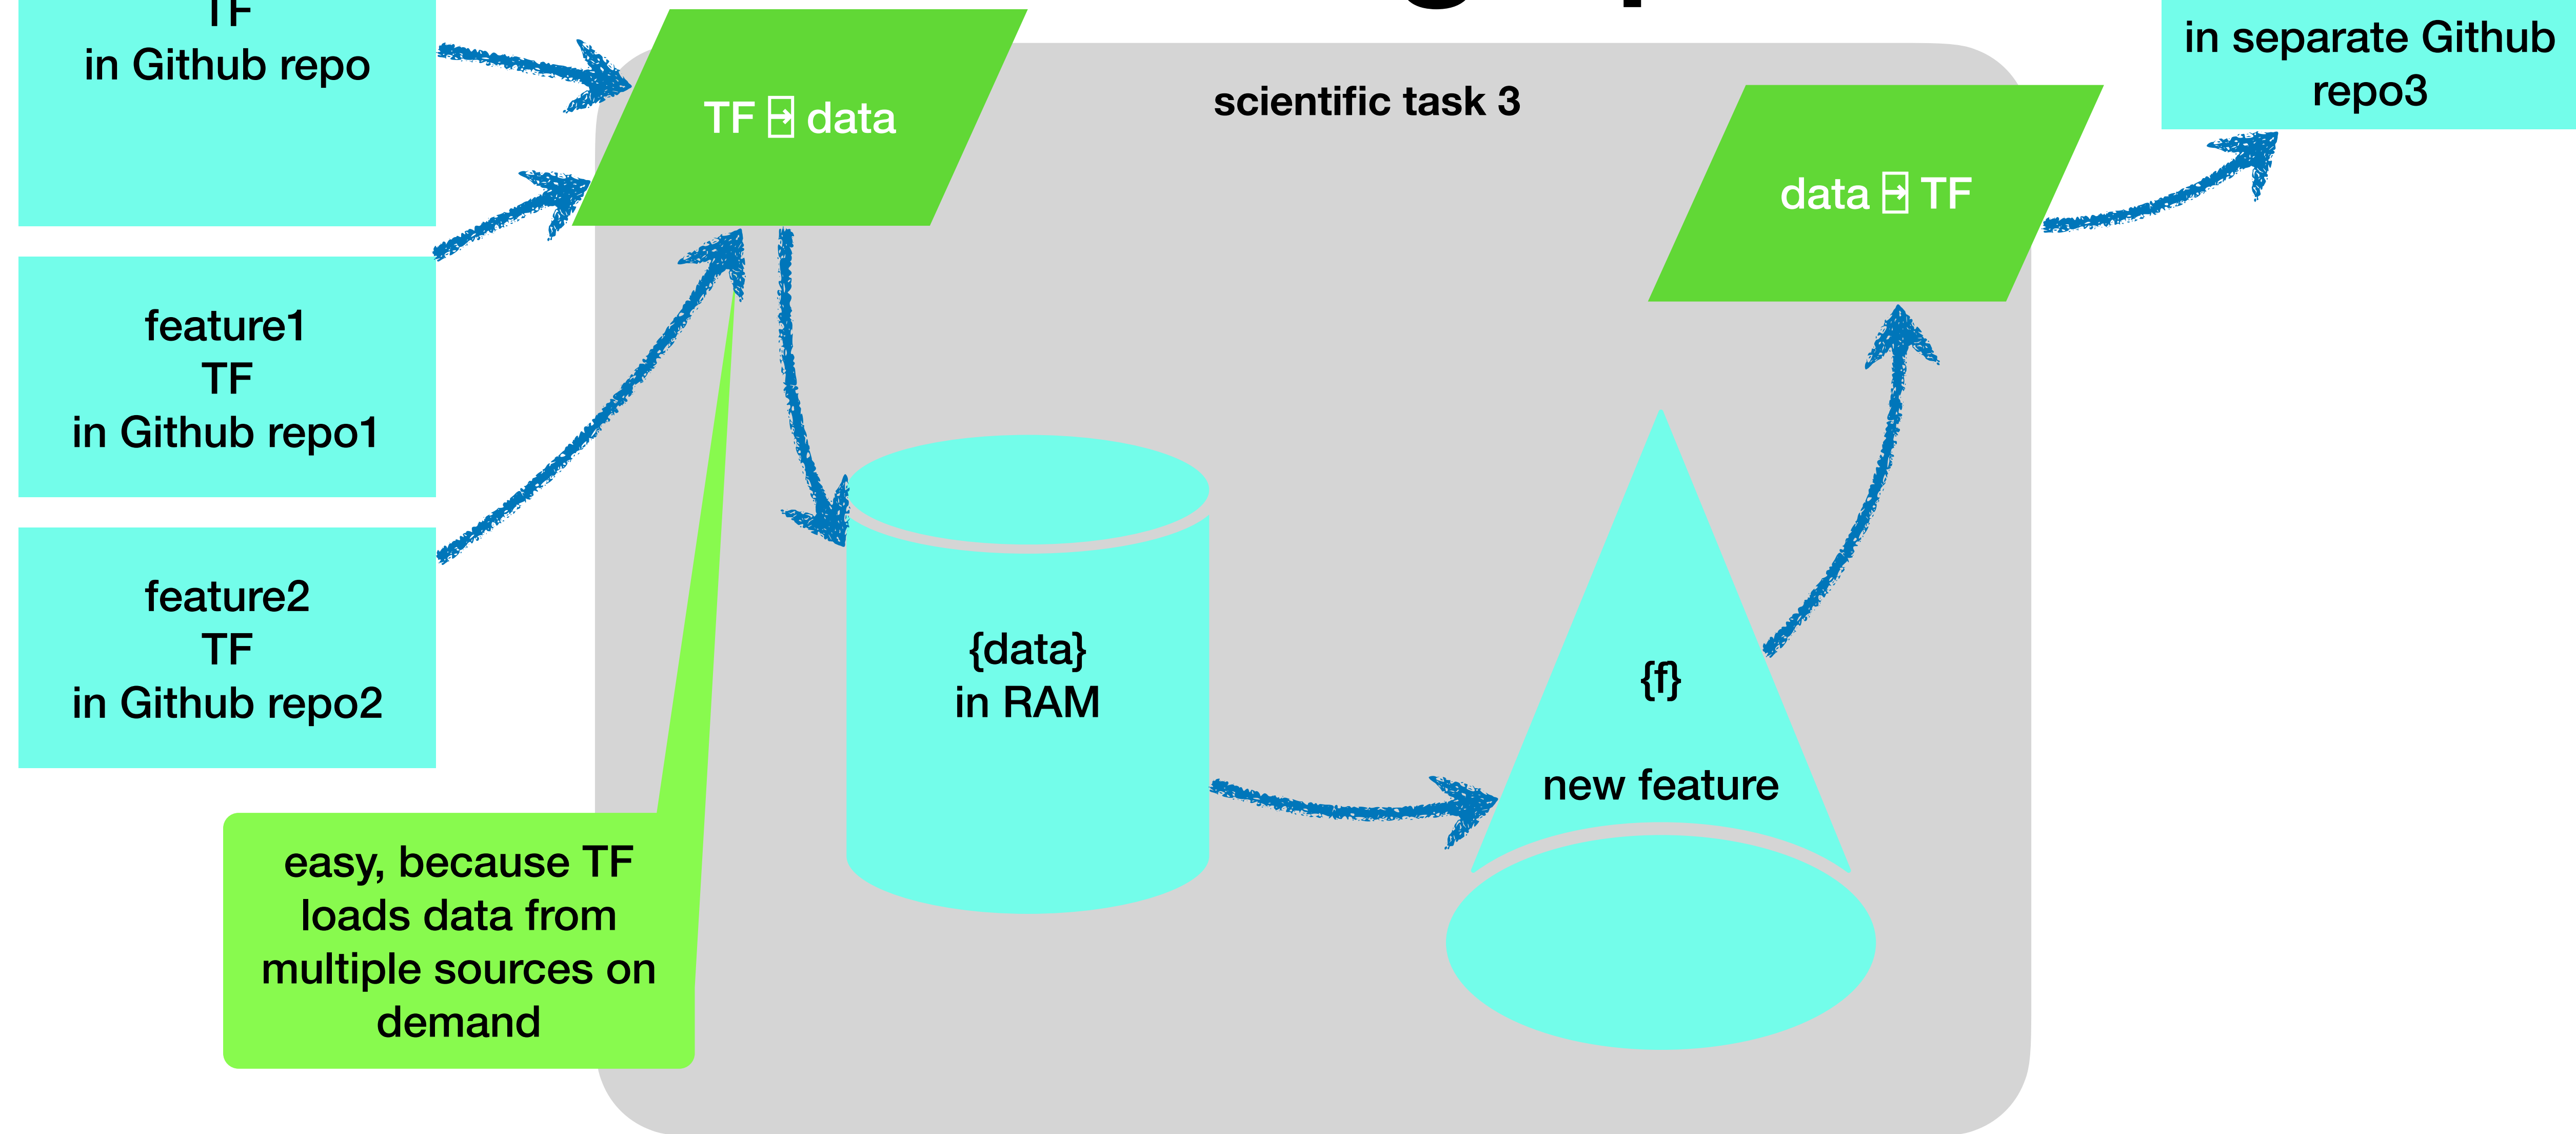 TF
in Github repo
TF → data
scientific task 3
in separate Github
repo3
data → TF
feature1
TF
in Github repo1
feature2
TF
in Github repo2
{data}
in RAM
{f}
new feature
easy, because TF
loads data from
multiple sources on
demand